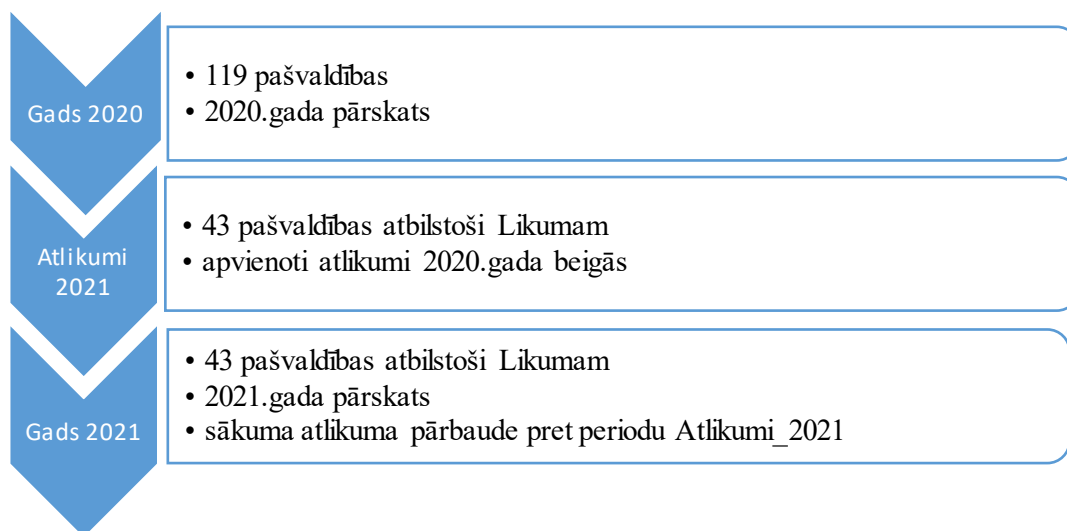 Gads 2020
• 119 pašvaldības
• 2020.gada pārskats
Atlikumi
2021
• 43 pašvaldības atbilstoši Likumam
• apvienoti atlikumi 2020.gada beigās
Gads 2021
• 43 pašvaldības atbilstoši Likumam
• 2021.gada pārskats
• sākuma atlikuma pārbaude pret periodu Atlikumi_2021